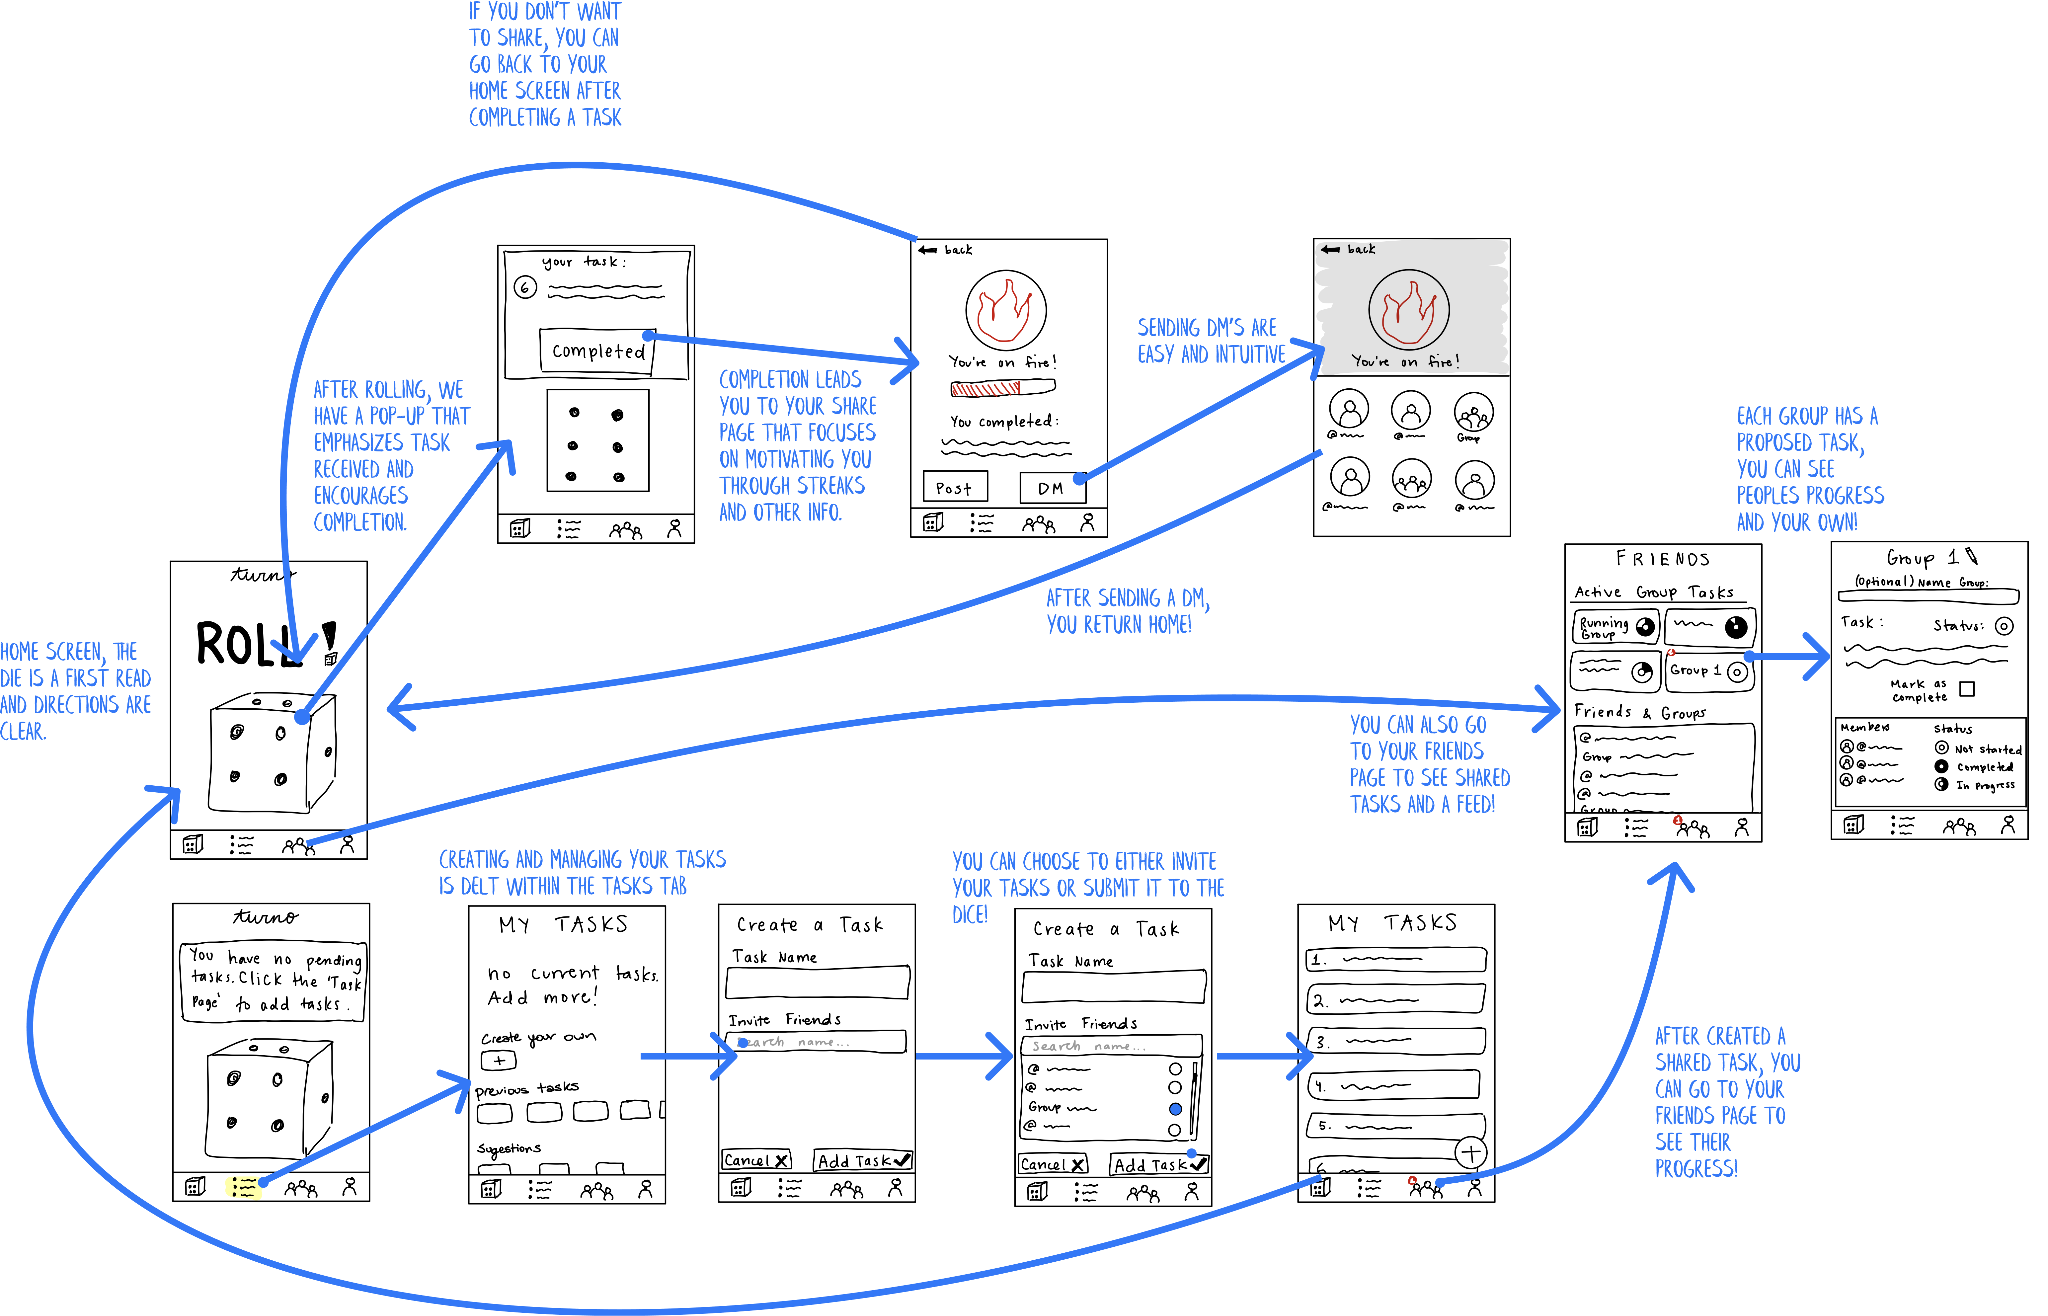 IF YOU DON'T WANT
TO SHARE, YOU CAN
GO BACK TO YOUR
HOME SCREEN AFTER
COMPLETING A TASK
your task:
6
Completed
AFTER ROLLING, WE
HAVE A POP-UP THAT
EMPHASIZES TASK
RECEIVED AND
ENCOURAGES
COMPLETION.
COMPLETION LEADS
YOU TO YOUR SHARE
PAGE THAT FOCUSES
ON MOTIVATING YOU
THROUGH STREAKS
AND OTHER INFO.
back
You're on fire!
You completed:
Post
DM
SENDING DM'S ARE
EASY AND INTUITIVE
back
You're on fire!
@
@
Group
@
@
@
AFTER SENDING A DM,
YOU RETURN HOME!
HOME SCREEN, THE
DIE IS A FIRST READ
AND DIRECTIONS ARE
CLEAR.
turno
ROLL!
YOU CAN ALSO GO
TO YOUR FRIENDS
PAGE TO SEE SHARED
TASKS AND A FEED!
FRIENDS
Active Group Tasks
Running
Group
Group 1
Friends & Groups
@
Group
@
@
Group
EACH GROUP HAS A
PROPOSED TASK,
YOU CAN SEE
PEOPLES PROGRESS
AND YOUR OWN!
Group 1
(Optional) Name Group:
Task: Status:
Mark as
complete
Members Status
@ Not Started
@ Completed
@ In Progress
turno
You have no pending
tasks. Click the 'Task
Page' to add tasks.
CREATING AND MANAGING YOUR TASKS
IS DELT WITHIN THE TASKS TAB
MY TASKS
no current tasks.
Add more!
Create your own
+
previous tasks
Sugestions
Create a Task
Task Name
Invite Friends
Search name...
Cancel X Add Task
YOU CAN CHOOSE TO EITHER INVITE
YOUR TASKS OR SUBMIT IT TO THE
DICE!
Create a Task
Task Name
Invite Friends
Search name...
@
@
Group
@
Cancel X Add Task
MY TASKS
1.
2.
3.
4.
5.
6
+
AFTER CREATED A
SHARED TASK, YOU
CAN GO TO YOUR
FRIENDS PAGE TO
SEE THEIR
PROGRESS!